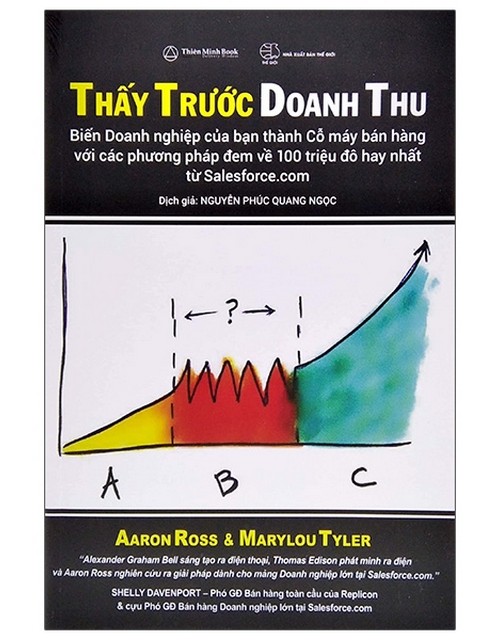 Thiên Minh Book
NHÀ XUẤT BẢN THẾ GIỚI
THẾ GIỚI
THẤY TRƯỚC DOANH THU
Biến Doanh nghiệp của bạn thành Cỗ máy bán hàng
với các phương pháp đem về 100 triệu đô hay nhất
từ Salesforce.com
Dịch giả: NGUYỄN PHÚC QUANG NGỌC
?
A B C
AARON ROSS & MARYLOU TYLER
“Alexander Graham Bell sáng tạo ra điện thoại, Thomas Edison phát minh ra điện
và Aaron Ross nghiên cứu ra giải pháp dành cho mảng Doanh nghiệp lớn tại Salesforce.com.”
SHELLY DAVENPORT – Phó GĐ Bán hàng toàn cầu của Replicon
& cựu Phó GĐ Bán hàng Doanh nghiệp lớn tại Salesforce.com